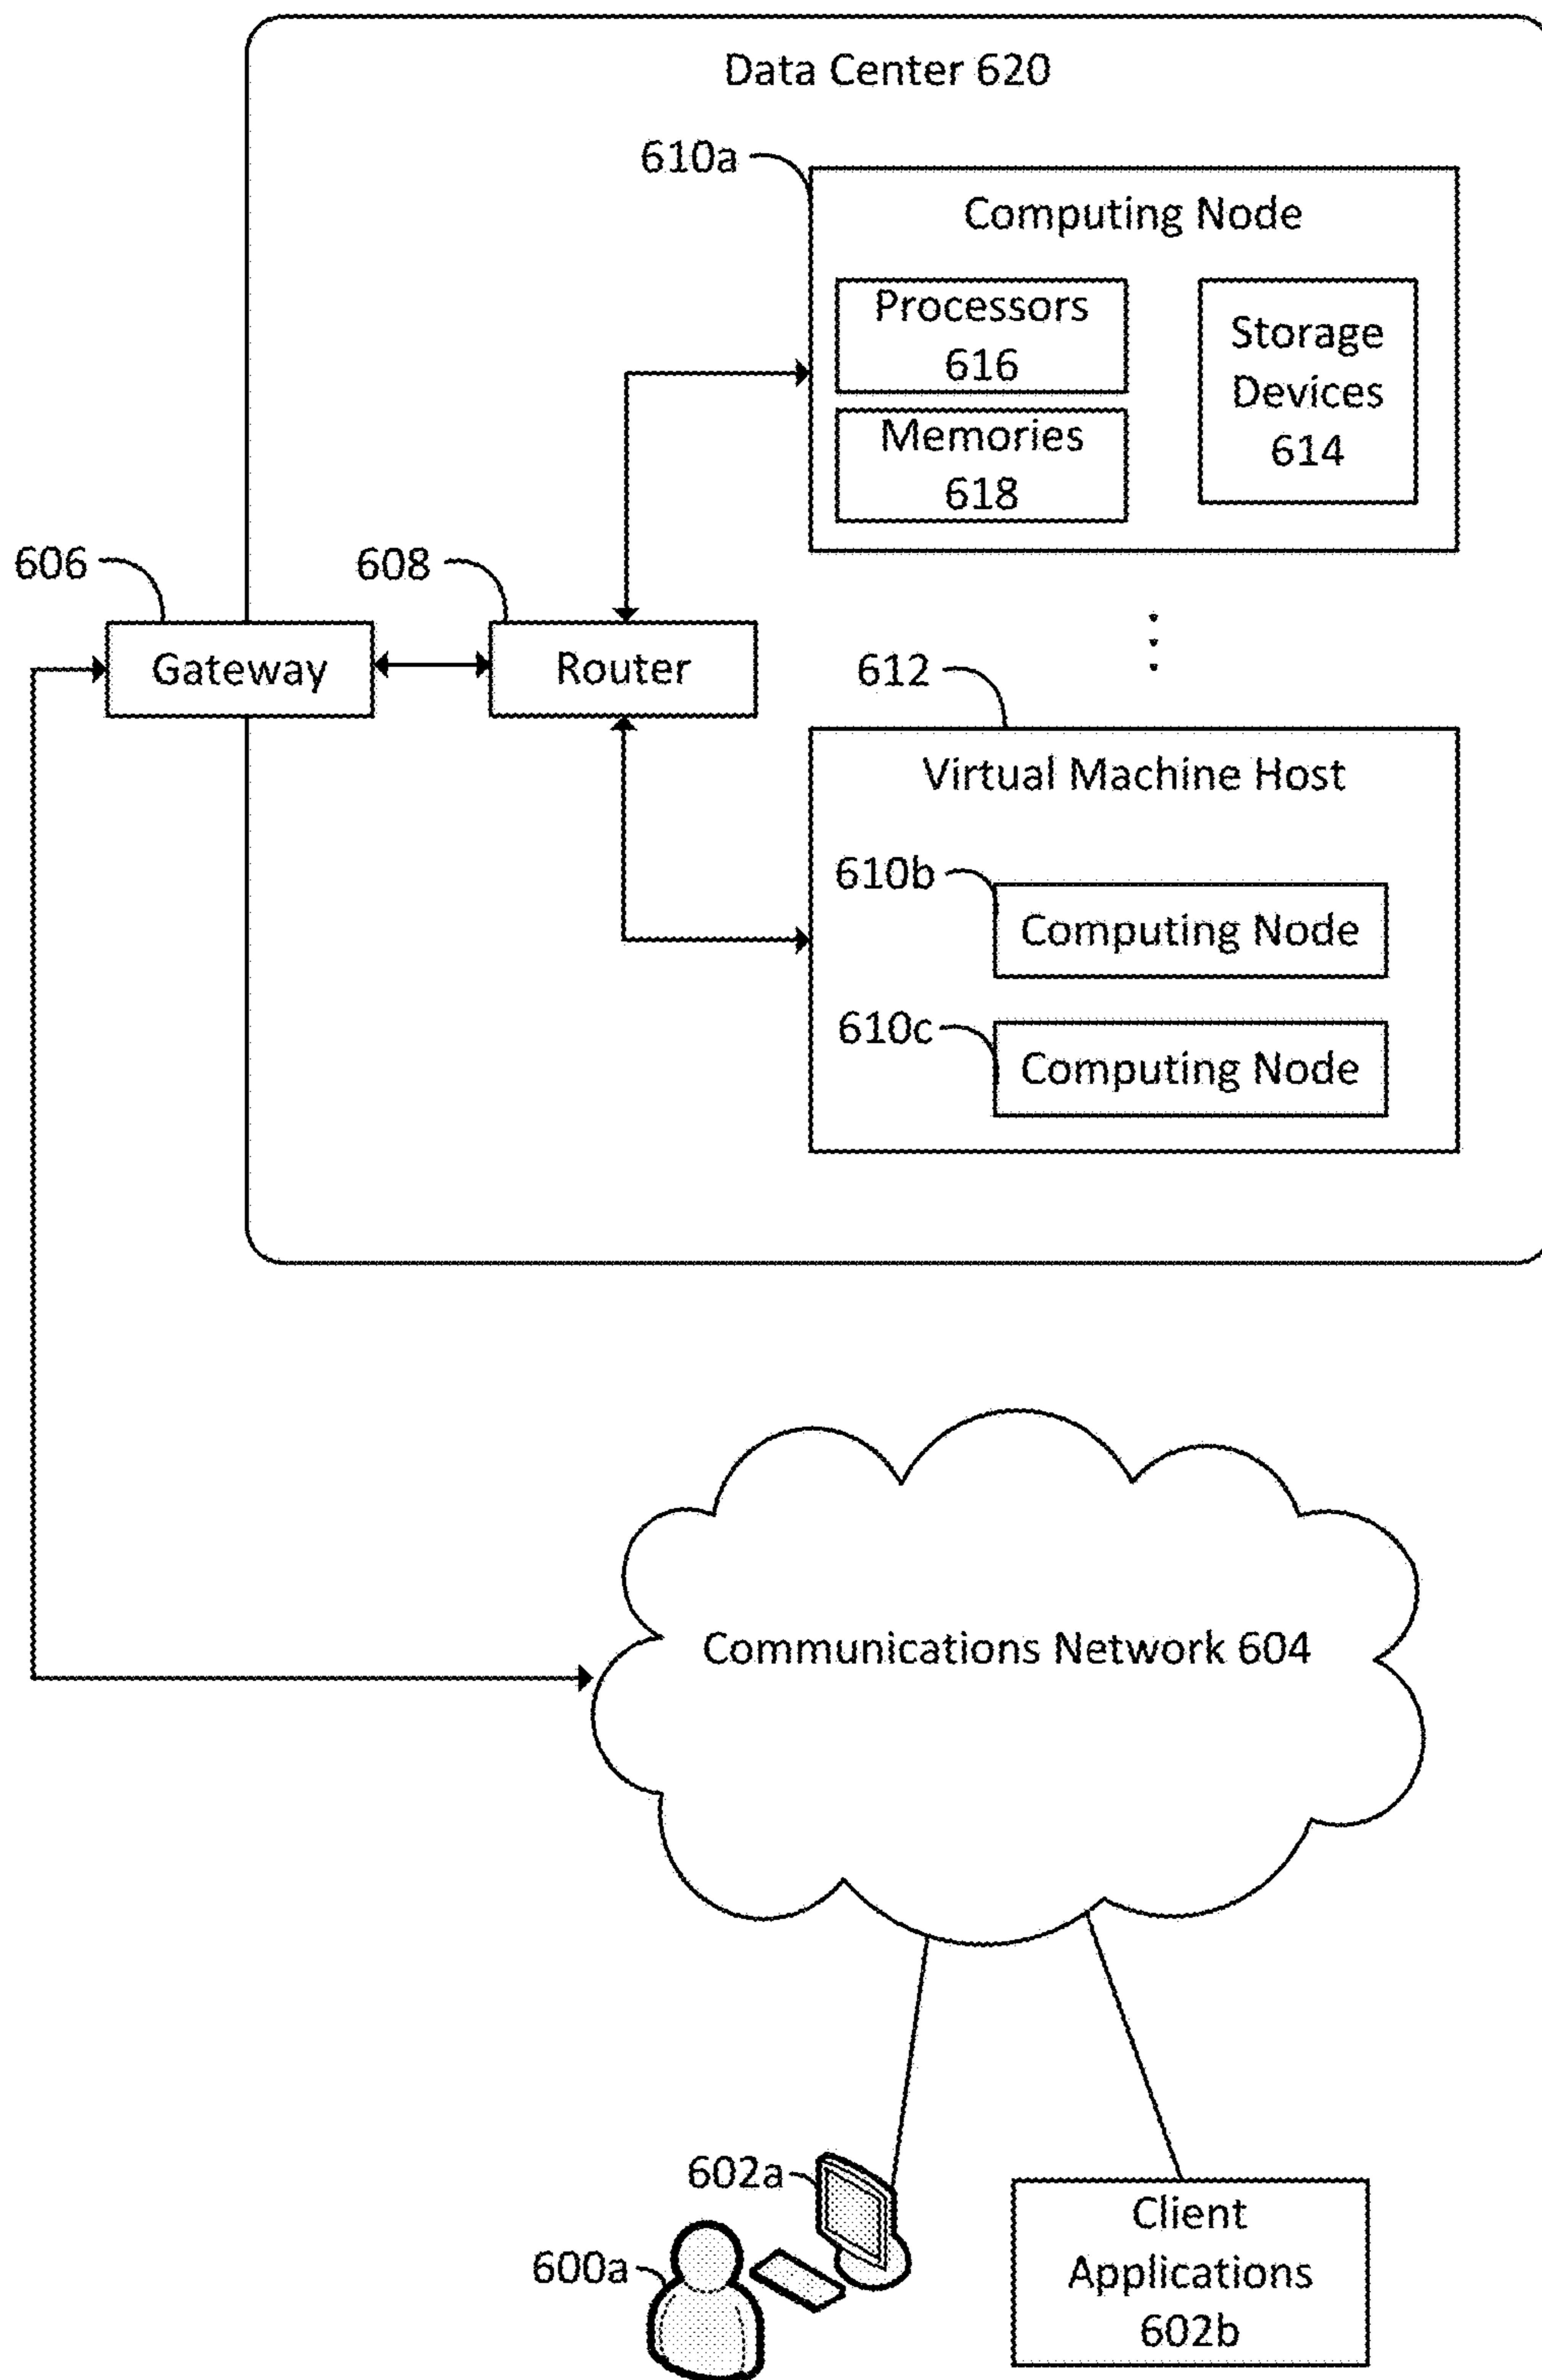 Data Center 620
610a
Computing Node
Processors
616
Storage
Devices
614
Memories
618
606
608
Gateway
Router
612
Virtual Machine Host
610b
Computing Node
610c
Computing Node
Communications Network 604
602a
600a
Client
Applications
602b